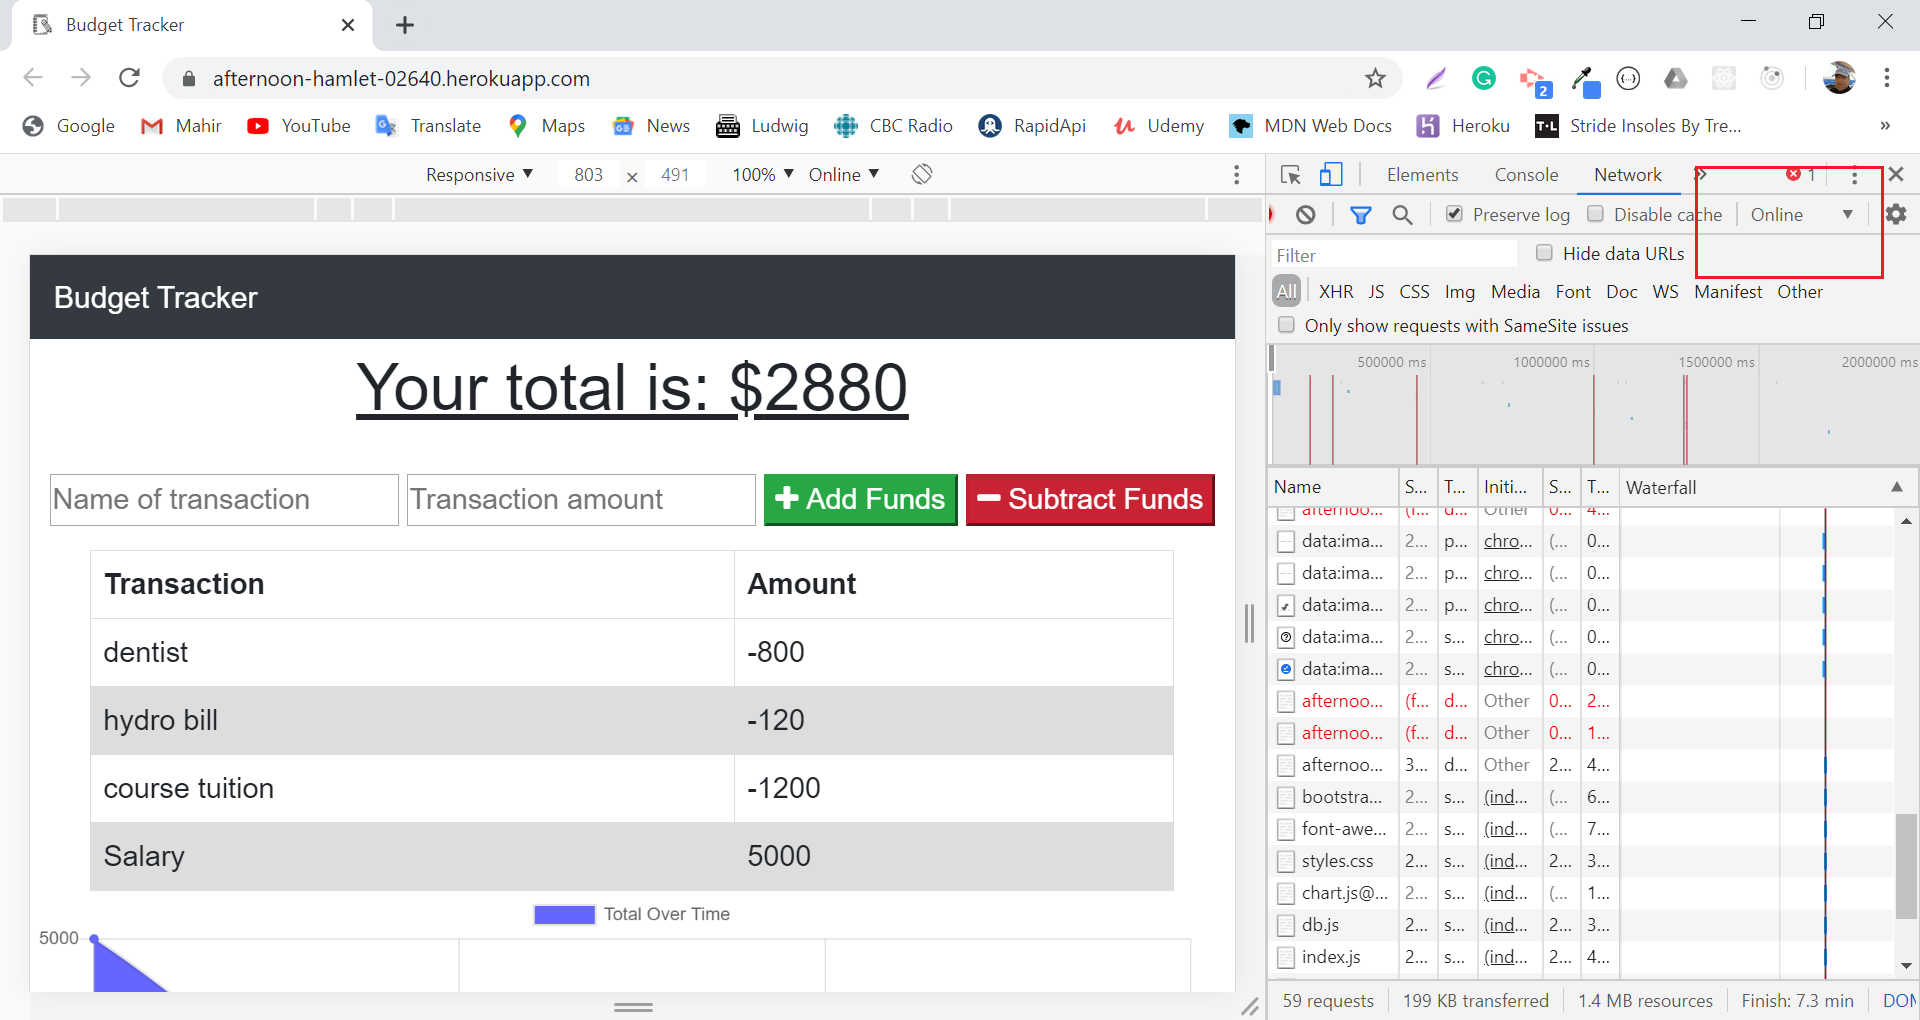 Budget Tracker
afternoon-hamlet-02640.herokuapp.com
2
Google Mahir YouTube Translate Maps News Ludwig CBC Radio RapidApi Udemy MDN Web Docs Heroku T·L Stride Insoles By Tre... »
Responsive ▼ 803 × 491 100% ▼ Online ▼
Elements Console Network » 1
Preserve log Disable cache Online ▼
Filter Hide data URLs
All XHR JS CSS Img Media Font Doc WS Manifest Other
Only show requests with SameSite issues
500000 ms 1000000 ms 1500000 ms 2000000 ms
Budget Tracker
Your total is: $2880
Name of transaction Transaction amount Add Funds Subtract Funds
Transaction Amount
dentist -800
hydro bill -120
course tuition -1200
Salary 5000
Total Over Time
5000
Name S... T... Initi... S... T... Waterfall
afternoo... (f... d... Other 0... 4...
data:ima... 2... p... chro... (... 0...
data:ima... 2... p... chro... (... 0...
data:ima... 2... p... chro... (... 0...
data:ima... 2... s... chro... (... 0...
data:ima... 2... s... chro... (... 0...
afternoo... (f... d... Other 0... 2...
afternoo... (f... d... Other 0... 1...
afternoo... 3... d... Other 2... 4...
bootstra... 2... s... (ind... (... 6...
font-awe... 2... s... (ind... (... 7...
styles.css 2... s... (ind... 2... 3...
chart.js@... 2... s... (ind... (... 1...
db.js 2... s... (ind... 2... 3...
index.js 2... s... (ind... 2... 4...
59 requests 199 KB transferred 1.4 MB resources Finish: 7.3 min DOM